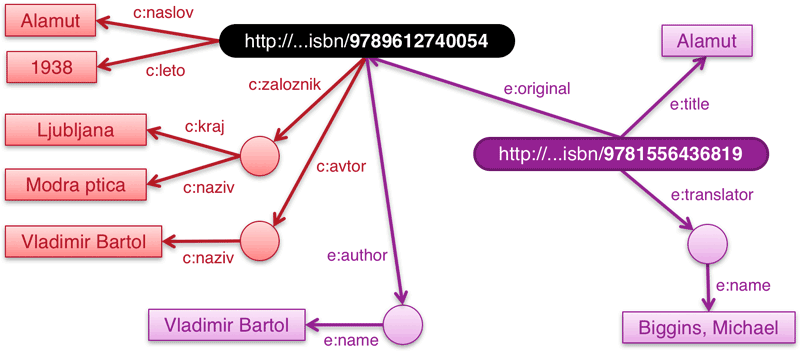 Alamut
c:naslov
http://...isbn/9789612740054
Alamut
1938
c:leto
c:zaloznik
e:original
e:title
Ljubljana
c:kraj
http://...isbn/9781556436819
Modra ptica
c:naziv
c:avtor
e:translator
Vladimir Bartol
c:naziv
e:author
e:name
Vladimir Bartol
e:name
Biggins, Michael